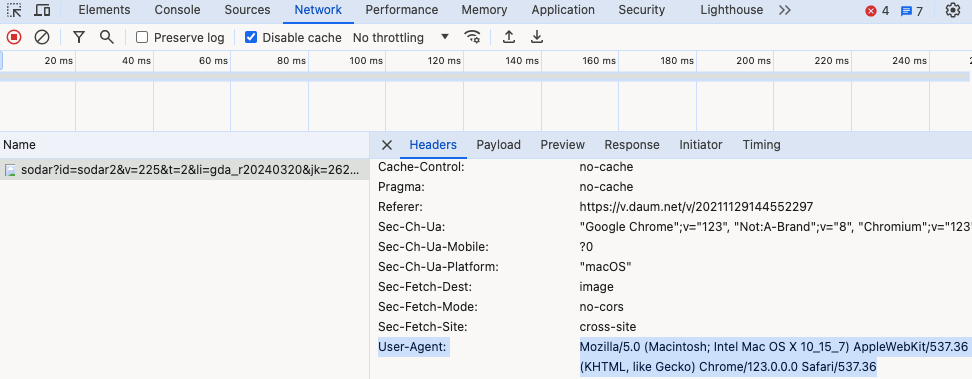 Elements Console Sources Network Performance Memory Application Security Lighthouse 4 7
Preserve log Disable cache No throttling
20 ms 40 ms 60 ms 80 ms 100 ms 120 ms 140 ms 160 ms 180 ms 200 ms 220 ms 240 ms
Name Headers Payload Preview Response Initiator Timing
sodar?id=sodar2&v=225&t=2&li=gda_r20240320&jk=262...
Cache-Control: no-cache
Pragma: no-cache
Referer: https://v.daum.net/v/20211129144552297
Sec-Ch-Ua: "Google Chrome";v="123", "Not:A-Brand";v="8", "Chromium";v="123"
Sec-Ch-Ua-Mobile: ?0
Sec-Ch-Ua-Platform: "macOS"
Sec-Fetch-Dest: image
Sec-Fetch-Mode: no-cors
Sec-Fetch-Site: cross-site
User-Agent: Mozilla/5.0 (Macintosh; Intel Mac OS X 10_15_7) AppleWebKit/537.36
(KHTML, like Gecko) Chrome/123.0.0.0 Safari/537.36